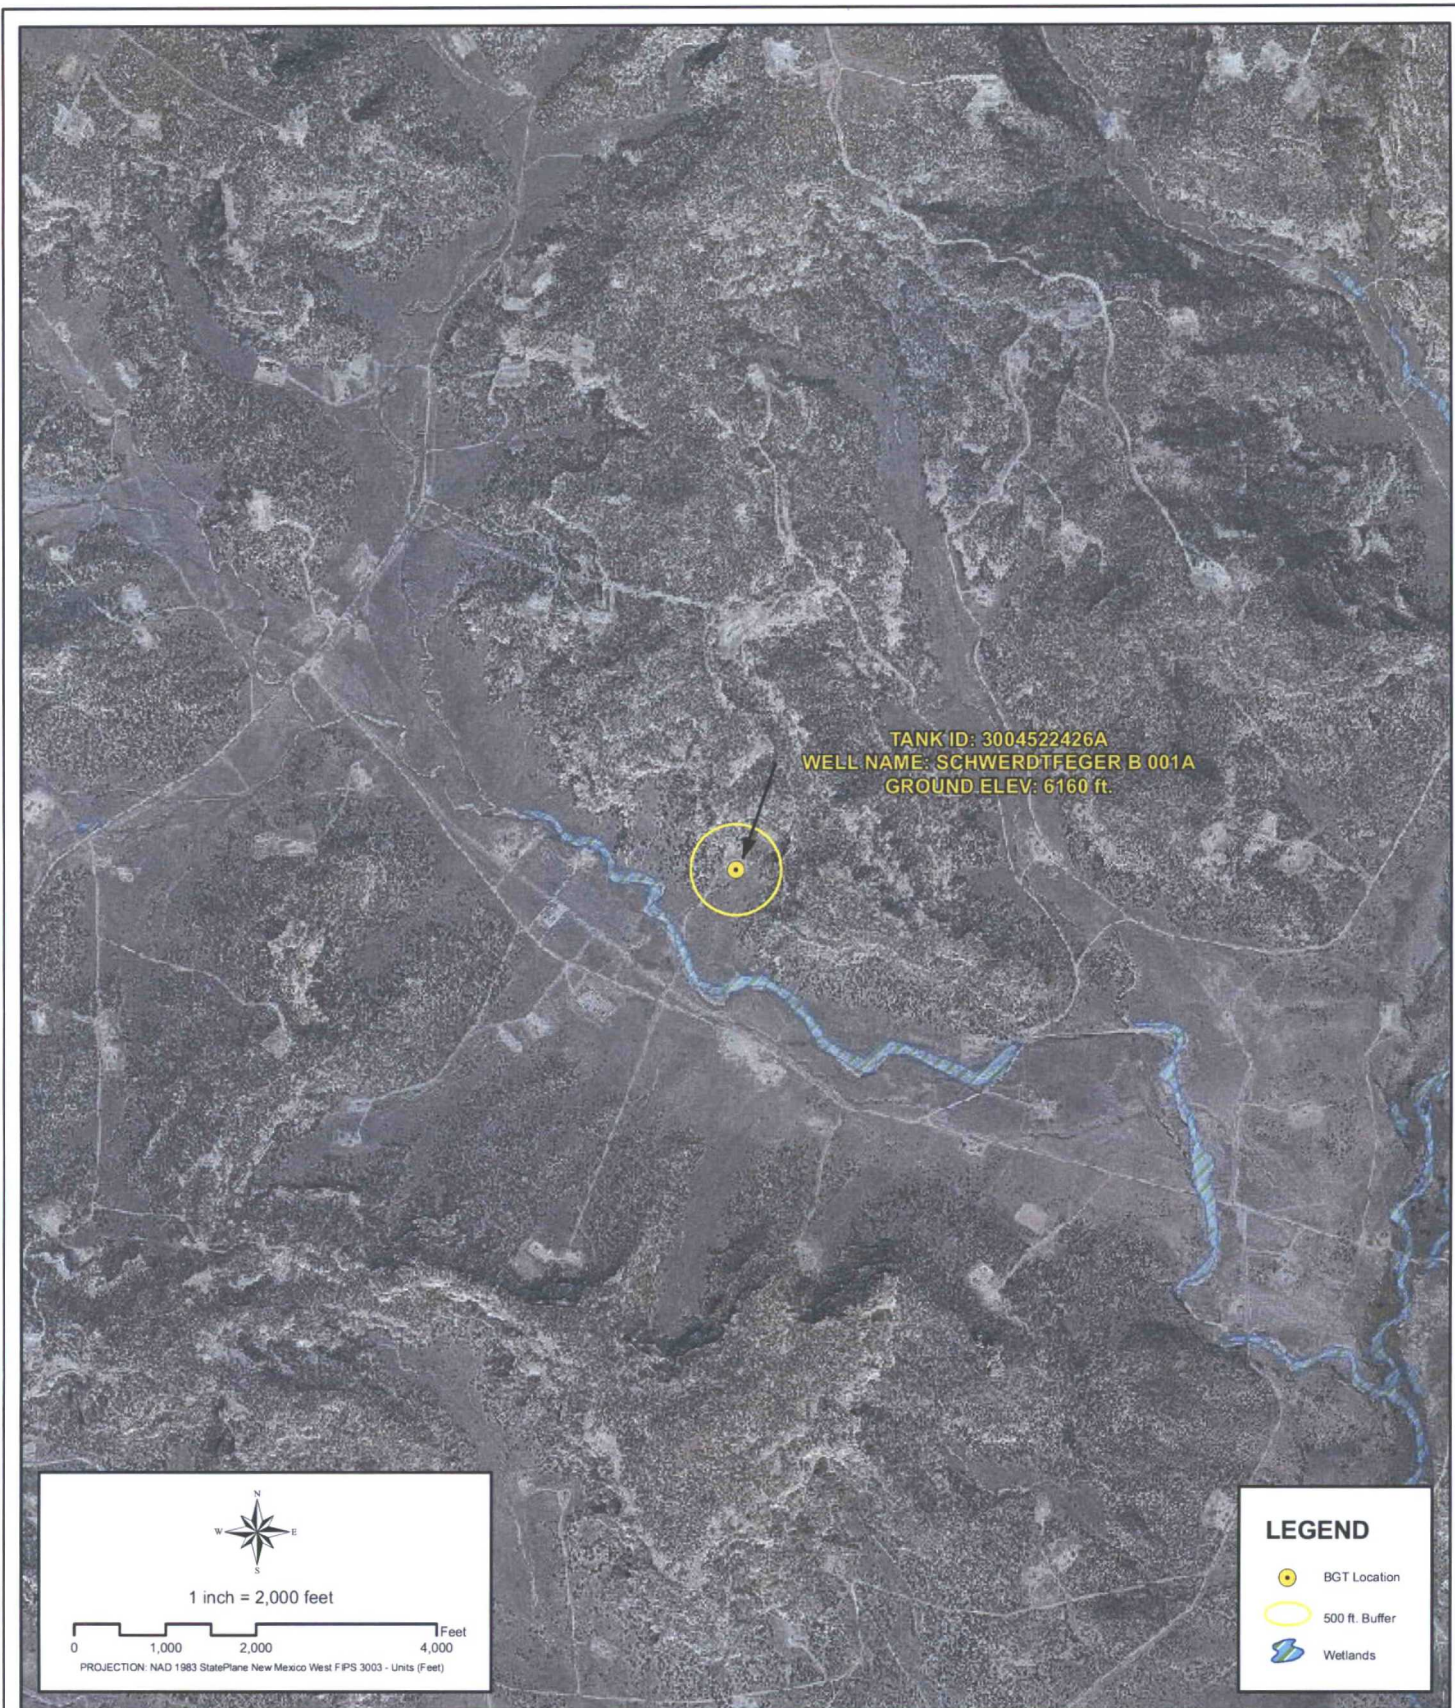 TANK ID: 3004522426A
WELL NAME: SCHWERDTFEGER B 001A
GROUND ELEV: 6160 ft.
N
W E
S
1 inch = 2,000 feet
Feet
0 1,000 2,000 4,000
PROJECTION: NAD 1983 StatePlane New Mexico West FIPS 3003 - Units (Feet)
LEGEND
BGT Location
500 ft. Buffer
Wetlands